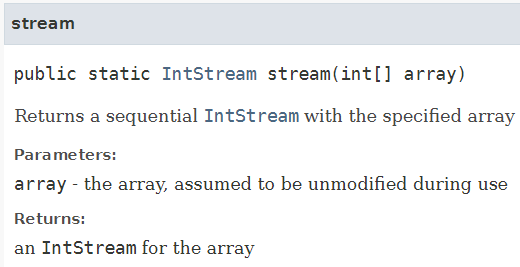 stream
public static IntStream stream(int[] array)
Returns a sequential IntStream with the specified array
Parameters:
array - the array, assumed to be unmodified during use
Returns:
an IntStream for the array